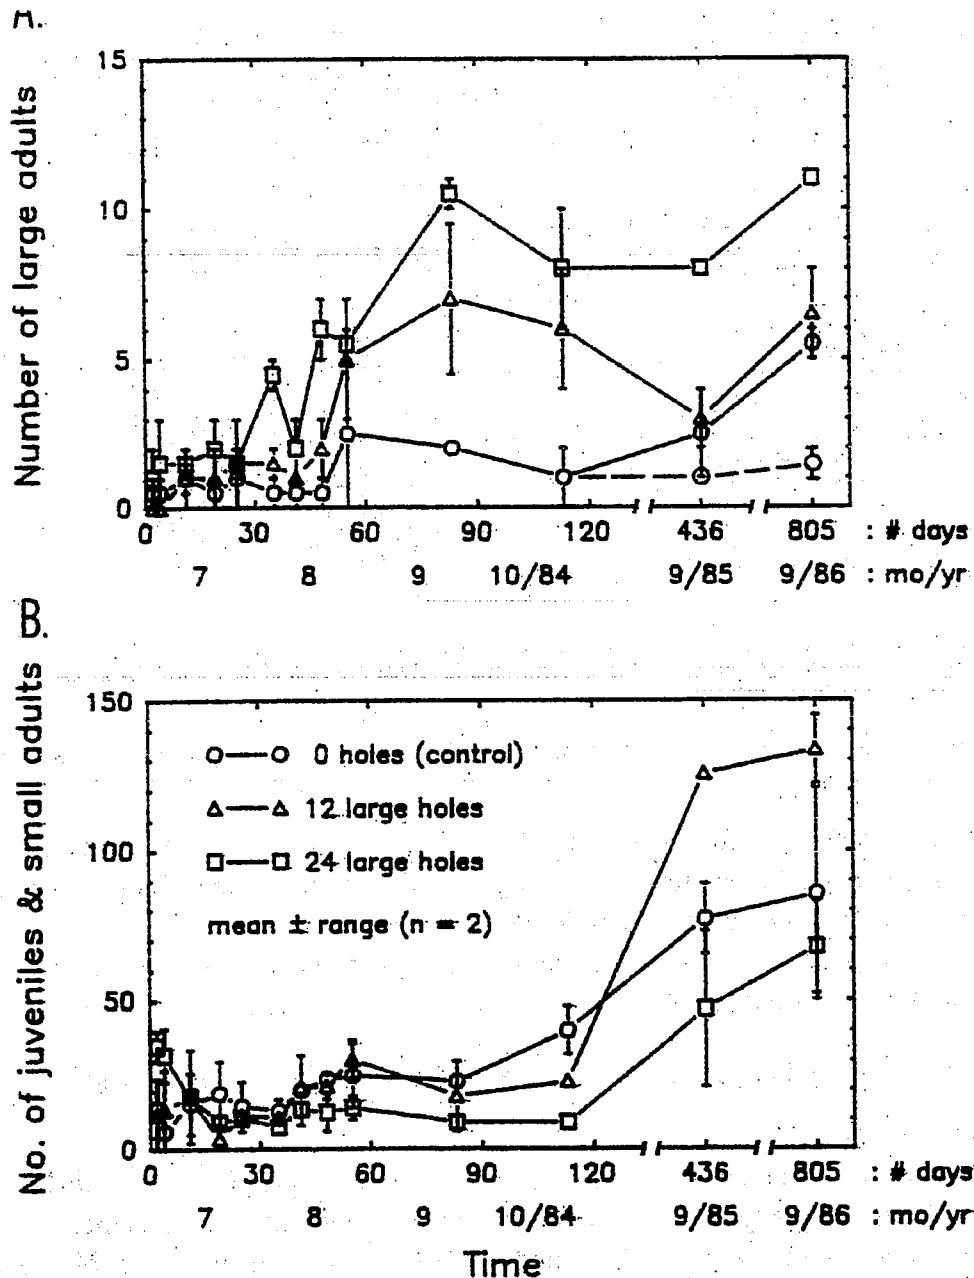 A.
Number of large adults
15
10
5
0
0 30 60 90 120 436 805 : # days
7 8 9 10/84 9/85 9/86 : mo/yr
B.
No. of juveniles & small adults
150
100
50
0
0 holes (control)
12 large holes
24 large holes
mean ± range (n = 2)
0 30 60 90 120 436 805 : # days
7 8 9 10/84 9/85 9/86 : mo/yr
Time